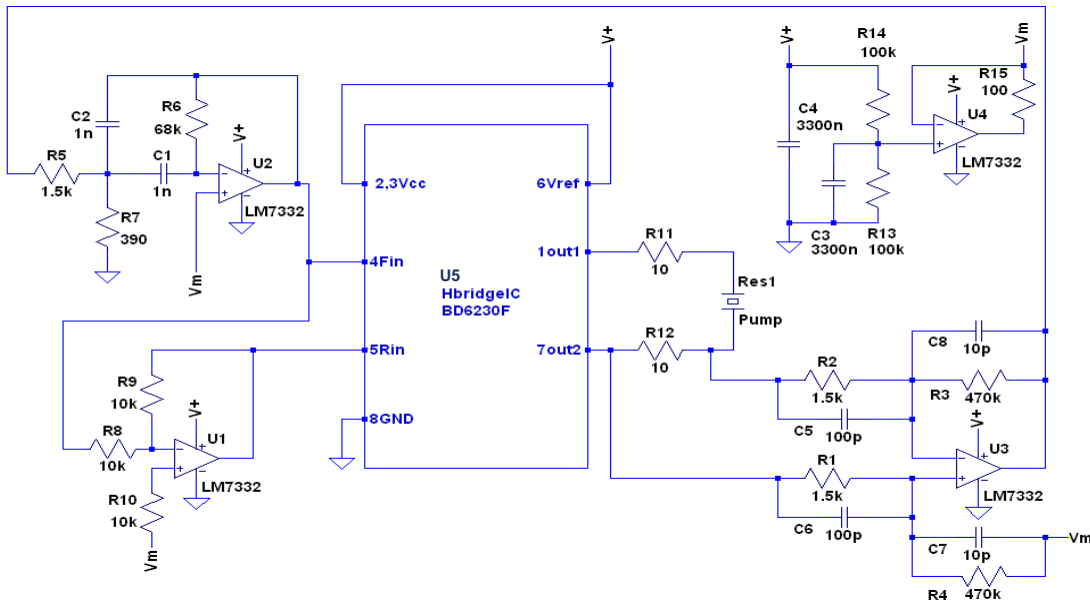 V+
V+
R14
100k
Vm
R15
100
C2
1n
R6
68k
V+
C4
3300n
V+
U4
R5
1.5k
C1
1n
U2
LM7332
LM7332
2,3Vcc
6Vref
R7
390
Vm
C3
3300n
R13
100k
R11
10
1out1
4Fin
U5
HbridgeIC
BD6230F
Res1
Pump
R12
10
7out2
5Rin
C8
10p
R2
1.5k
R3
470k
R9
10k
V+
R8
10k
U1
8GND
C5
100p
V+
U3
R1
1.5k
LM7332
LM7332
R10
10k
C6
100p
C7
10p
Vm
Vm
R4
470k